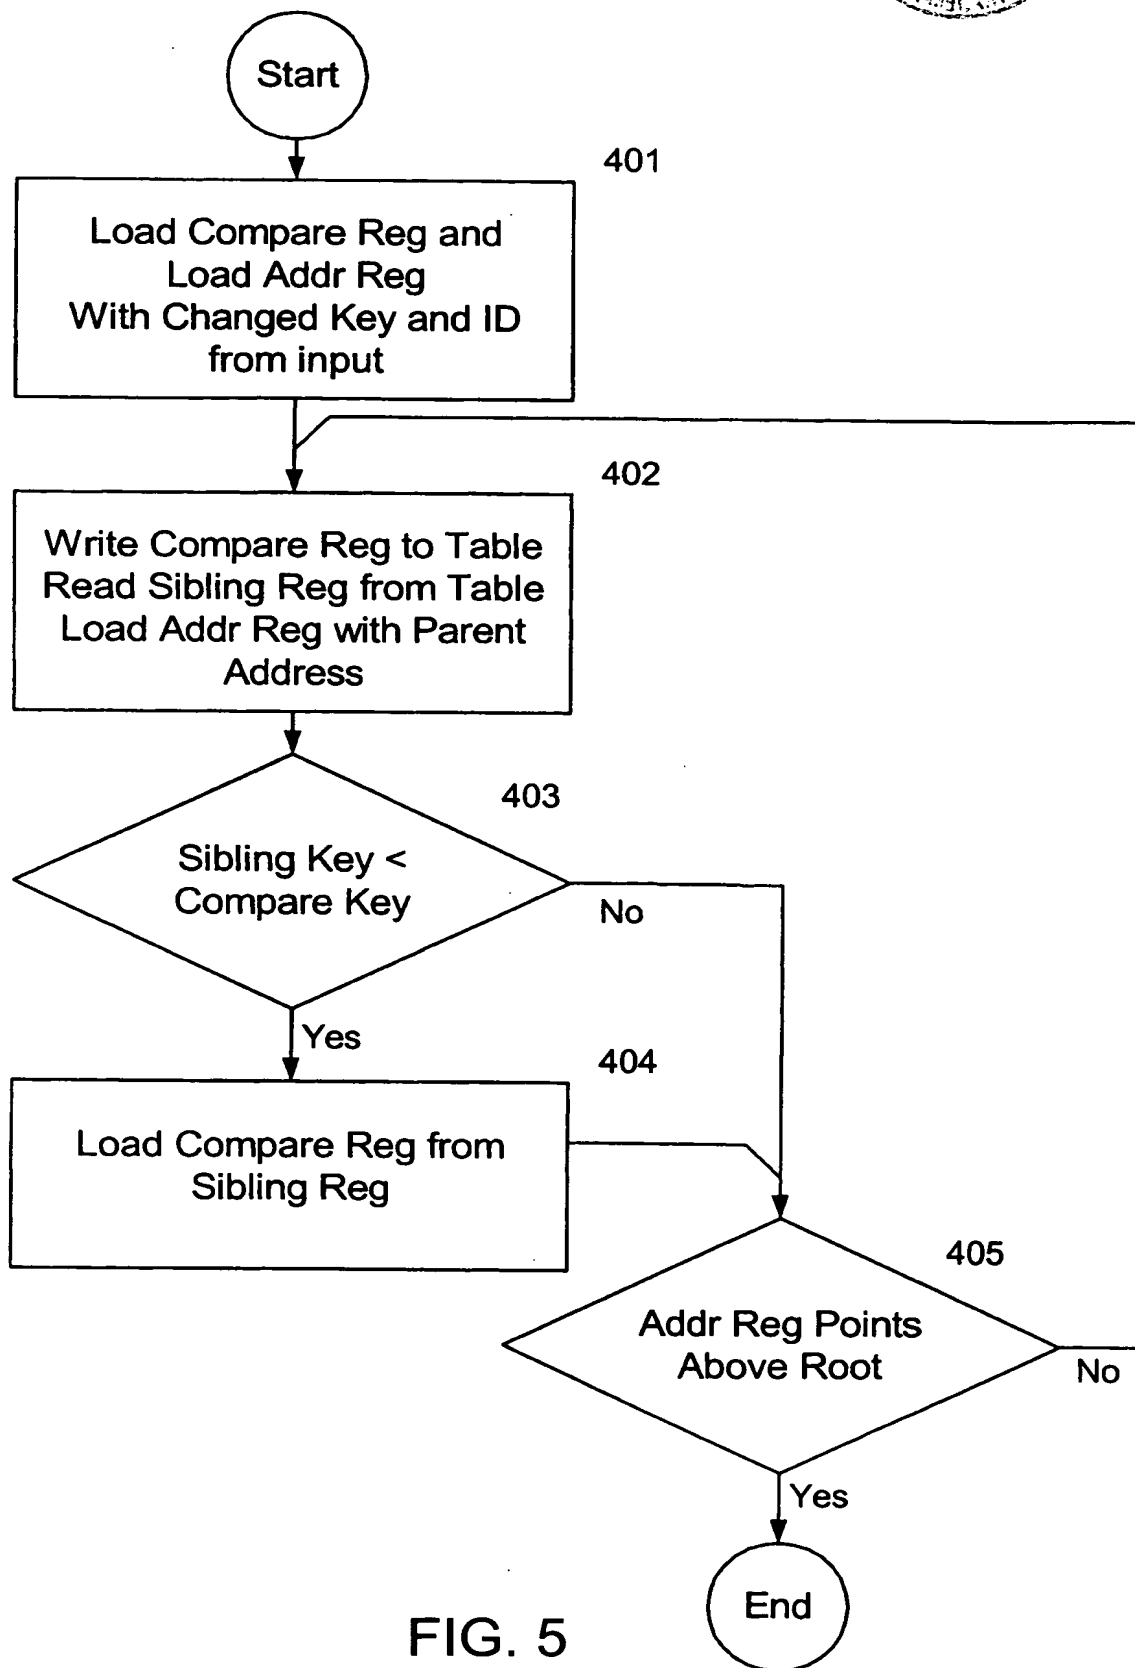 Start
401
Load Compare Reg and
Load Addr Reg
With Changed Key and ID
from input
402
Write Compare Reg to Table
Read Sibling Reg from Table
Load Addr Reg with Parent
Address
403
Sibling Key <
Compare Key
No
Yes
404
Load Compare Reg from
Sibling Reg
405
Addr Reg Points
Above Root
No
Yes
End
FIG. 5